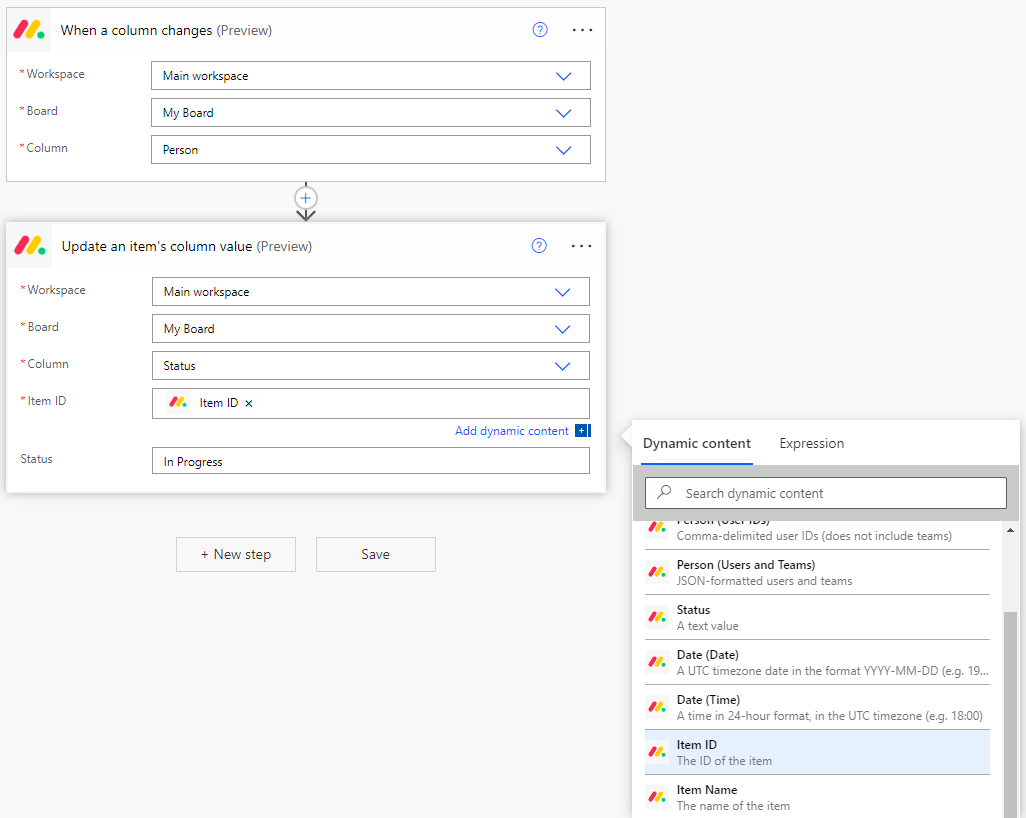 When a column changes (Preview)
?
* Workspace
Main workspace
* Board
My Board
* Column
Person
Update an item's column value (Preview)
?
* Workspace
Main workspace
* Board
My Board
* Column
Status
* Item ID
Item ID ×
Add dynamic content
Status
In Progress
+ New step
Save
Dynamic content
Expression
Search dynamic content
Person (User IDs)
Comma-delimited user IDs (does not include teams)
Person (Users and Teams)
JSON-formatted users and teams
Status
A text value
Date (Date)
A UTC timezone date in the format YYYY-MM-DD (e.g. 19...
Date (Time)
A time in 24-hour format, in the UTC timezone (e.g. 18:00)
Item ID
The ID of the item
Item Name
The name of the item